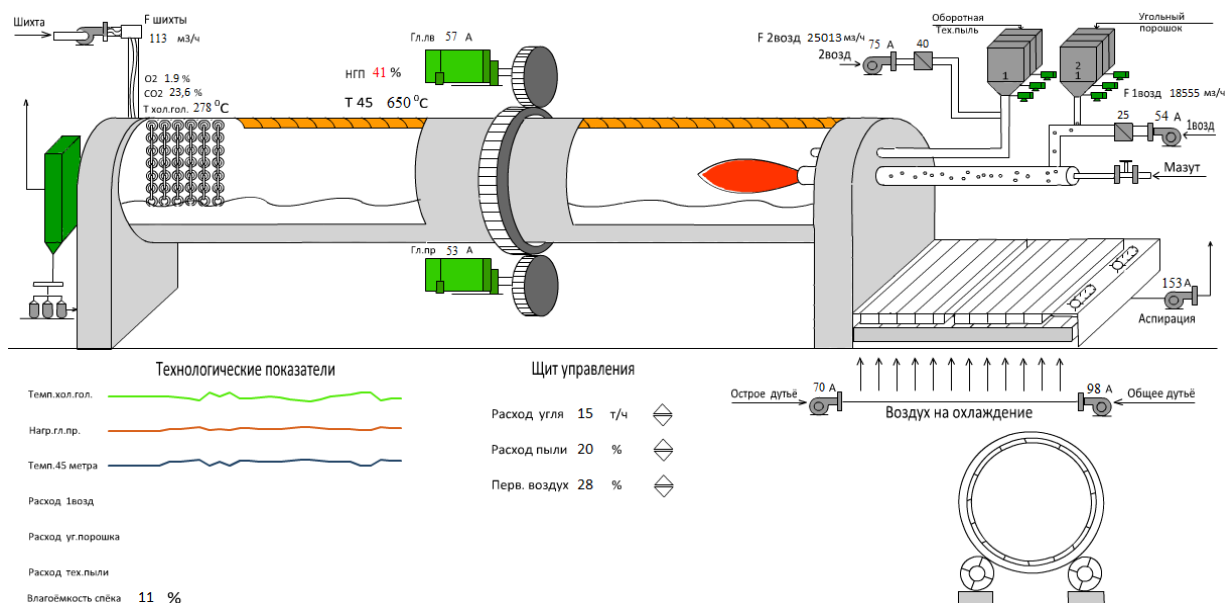 Шихта
F шихты
113 м3/ч
O2 1.9 %
CO2 23,6 %
Т хол.гол. 278 °C
Гл.лв 57 А
нгп 41 %
Т 45 650 °C
Гл.пр 53 А
F 2возд 25013 м3/ч
2возд
75 А
40
Оборотная
Тех.пыль
1
Угольный
порошок
2
1
F 1возд 18555 м3/ч
25
54 А
1возд
Мазут
153 А
Аспирация
Технологические показатели
Темп.хол.гол.
Нагр.гл.пр.
Темп.45 метра
Расход 1возд
Расход уг.порошка
Расход тех.пыли
Влагоёмкость спёка 11 %
Щит управления
Расход угля 15 т/ч
Расход пыли 20 %
Перв. воздух 28 %
Острое дутьё
70 А
98 А
Общее дутьё
Воздух на охлаждение